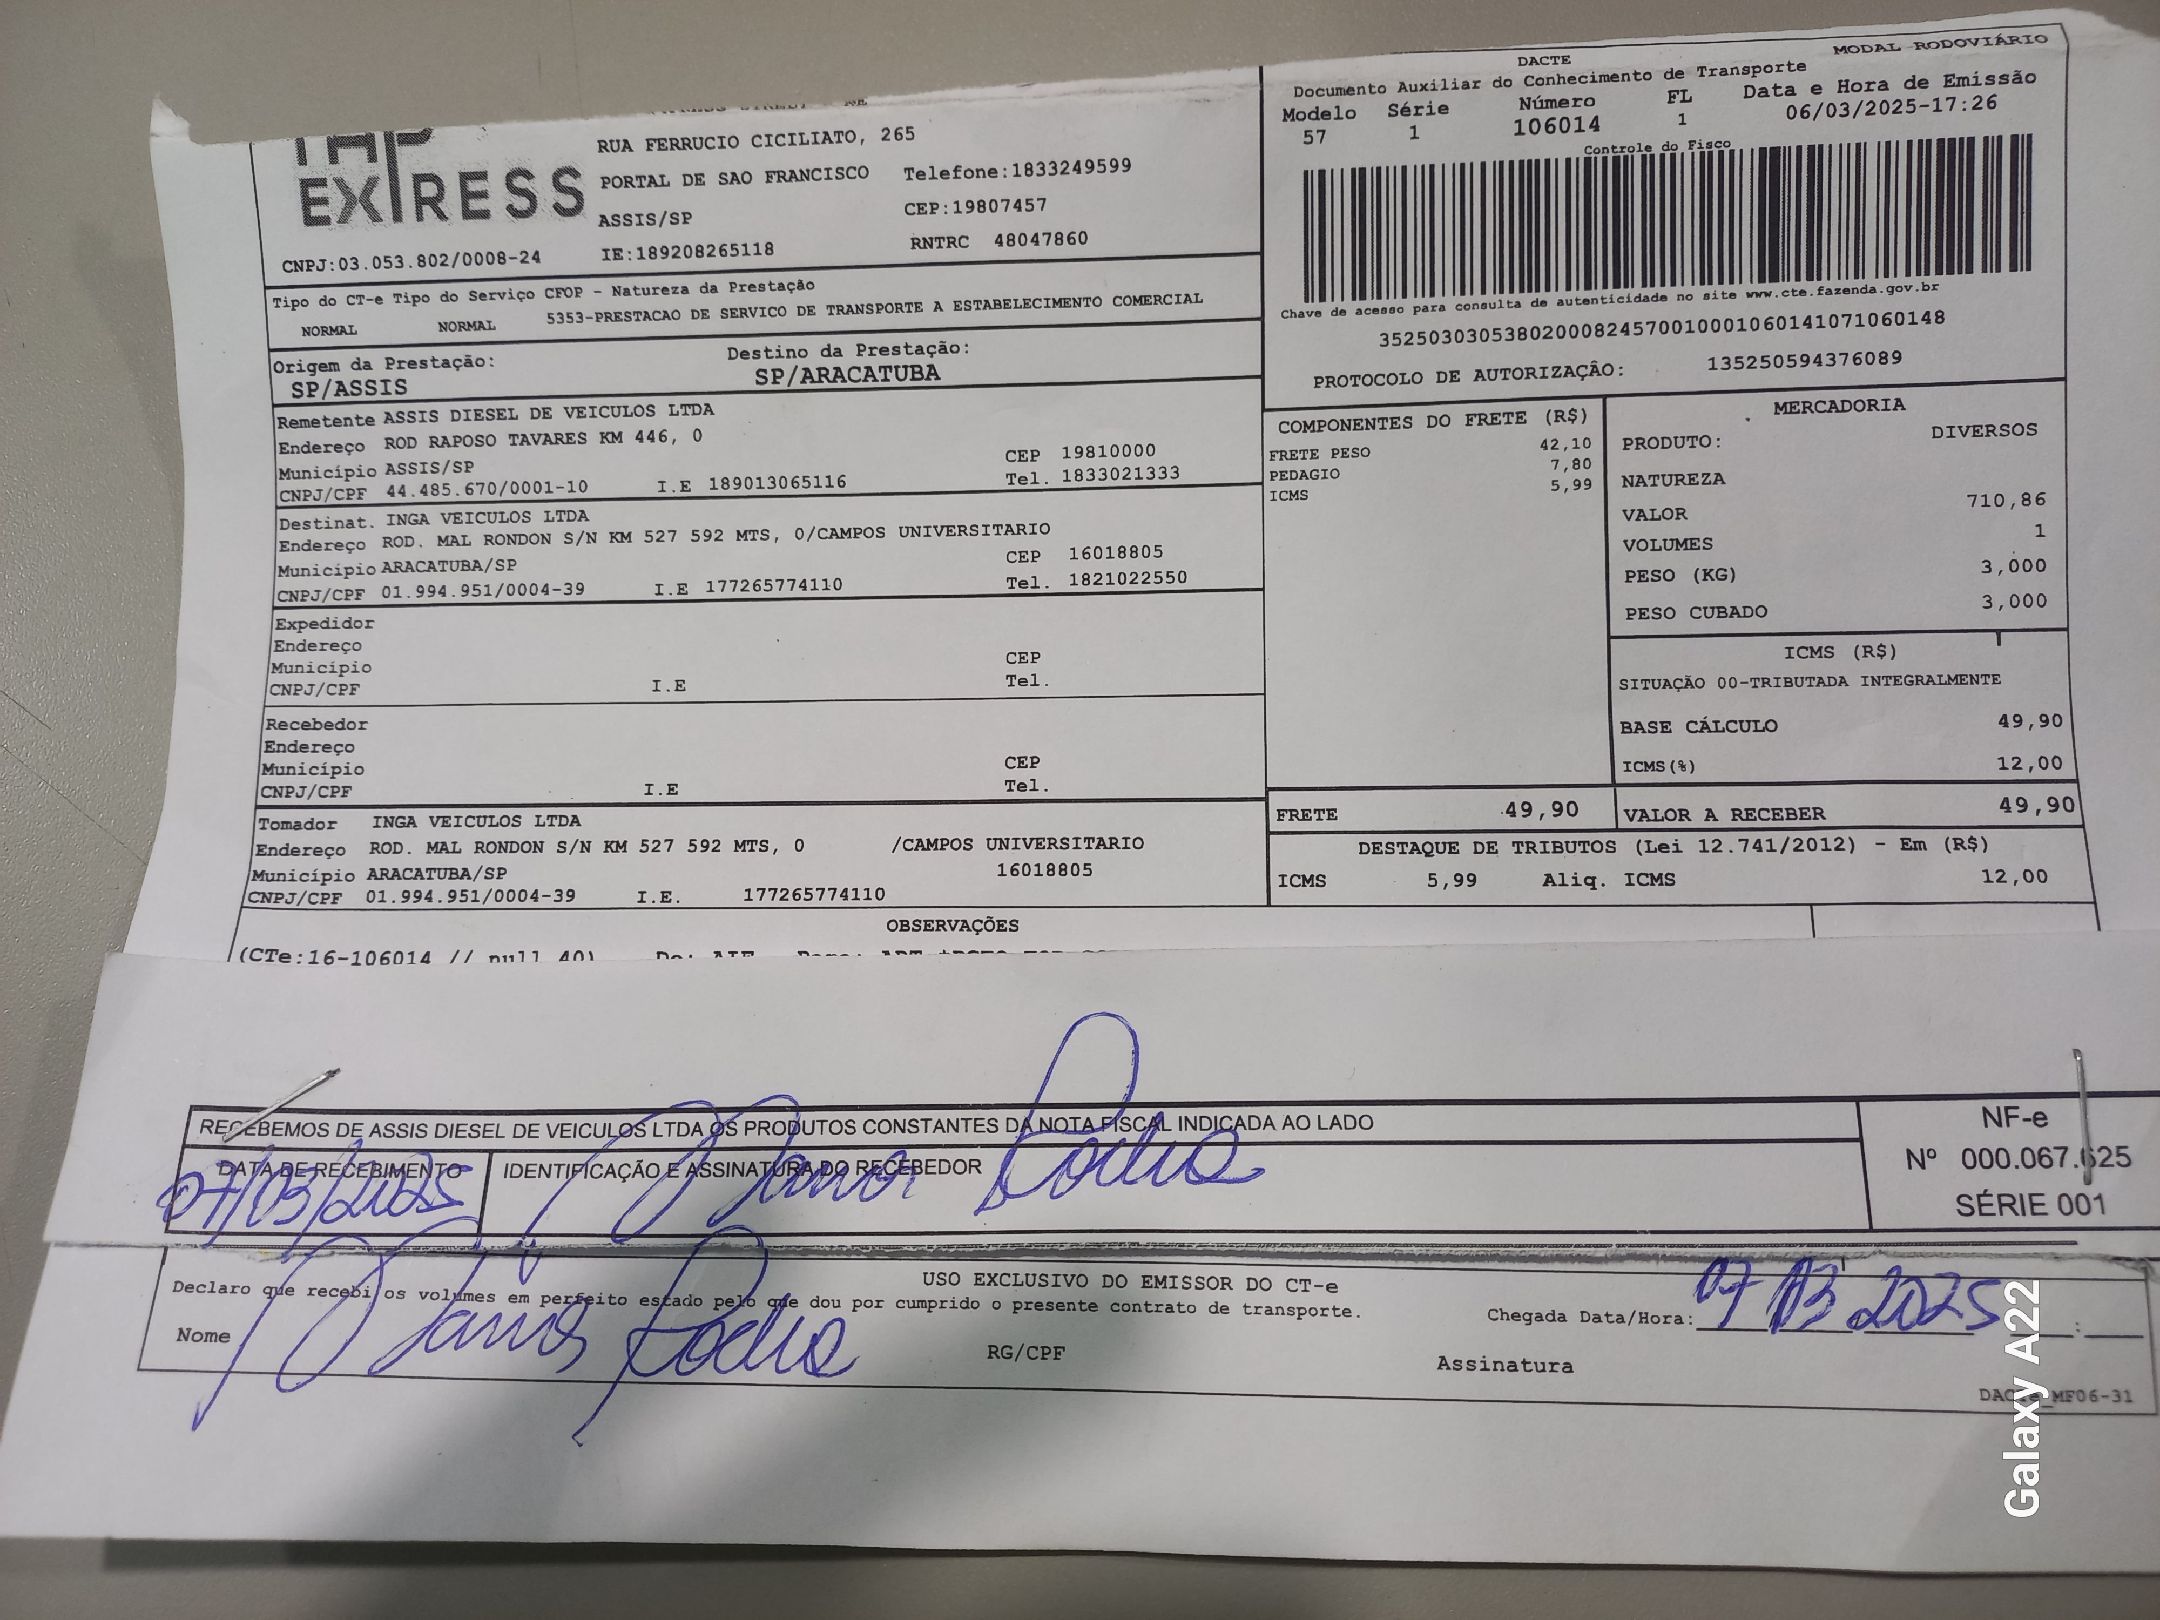 EXPRESS
RUA FERRUCIO CICILIATO, 265
PORTAL DE SAO FRANCISCO Telefone:1833249599
ASSIS/SP CEP:19807457
CNPJ:03.053.802/0008-24 IE:189208265118 RNTRC 48047860
Tipo do CT-e Tipo do Serviço CFOP - Natureza da Prestação
NORMAL NORMAL 5353-PRESTACAO DE SERVICO DE TRANSPORTE A ESTABELECIMENTO COMERCIAL
Origem da Prestação: Destino da Prestação:
SP/ASSIS SP/ARACATUBA
Remetente ASSIS DIESEL DE VEICULOS LTDA
Endereço ROD RAPOSO TAVARES KM 446, 0
Município ASSIS/SP CEP 19810000
CNPJ/CPF 44.485.670/0001-10 I.E 189013065116 Tel. 1833021333
Destinat. INGA VEICULOS LTDA
Endereço ROD. MAL RONDON S/N KM 527 592 MTS, 0/CAMPOS UNIVERSITARIO
Município ARACATUBA/SP CEP 16018805
CNPJ/CPF 01.994.951/0004-39 I.E 177265774110 Tel. 1821022550
Expedidor
Endereço
Município CEP
CNPJ/CPF I.E Tel.
Recebedor
Endereço
Município CEP
CNPJ/CPF I.E Tel.
Tomador INGA VEICULOS LTDA
Endereço ROD. MAL RONDON S/N KM 527 592 MTS, 0 /CAMPOS UNIVERSITARIO
Município ARACATUBA/SP 16018805
CNPJ/CPF 01.994.951/0004-39 I.E. 177265774110
DACTE MODAL RODOVIÁRIO
Documento Auxiliar do Conhecimento de Transporte
Modelo Série Número FL Data e Hora de Emissão
57 1 106014 1 06/03/2025-17:26
Controle do Fisco
Chave de acesso para consulta de autenticidade no site www.cte.fazenda.gov.br
35250303053802000824570010001060141071060148
PROTOCOLO DE AUTORIZAÇÂO: 135250594376089
COMPONENTES DO FRETE (R$)
FRETE PESO 42,10
PEDAGIO 7,80
ICMS 5,99
MERCADORIA
PRODUTO: DIVERSOS
NATUREZA
VALOR 710,86
VOLUMES 1
PESO (KG) 3,000
PESO CUBADO 3,000
ICMS (R$)
SITUAÇÃO 00-TRIBUTADA INTEGRALMENTE
BASE CÁLCULO 49,90
ICMS(%) 12,00
FRETE 49,90 VALOR A RECEBER 49,90
DESTAQUE DE TRIBUTOS (Lei 12.741/2012) - Em (R$)
ICMS 5,99 Aliq. ICMS 12,00
OBSERVAÇÕES
(CTe:16-106014 // null 40)
RECEBEMOS DE ASSIS DIESEL DE VEICULOS LTDA OS PRODUTOS CONSTANTES DA NOTA FISCAL INDICADA AO LADO
DATA DE RECEBIMENTO IDENTIFICAÇÃO E ASSINATURA DO RECEBEDOR
07/03/2025
NF-e
Nº 000.067.625
SÉRIE 001
USO EXCLUSIVO DO EMISSOR DO CT-e
Declaro que recebi os volumes em perfeito estado pelo que dou por cumprido o presente contrato de transporte.
Chegada Data/Hora: 07 03 2025 :
Nome RG/CPF Assinatura
MF06-31
Galaxy A22